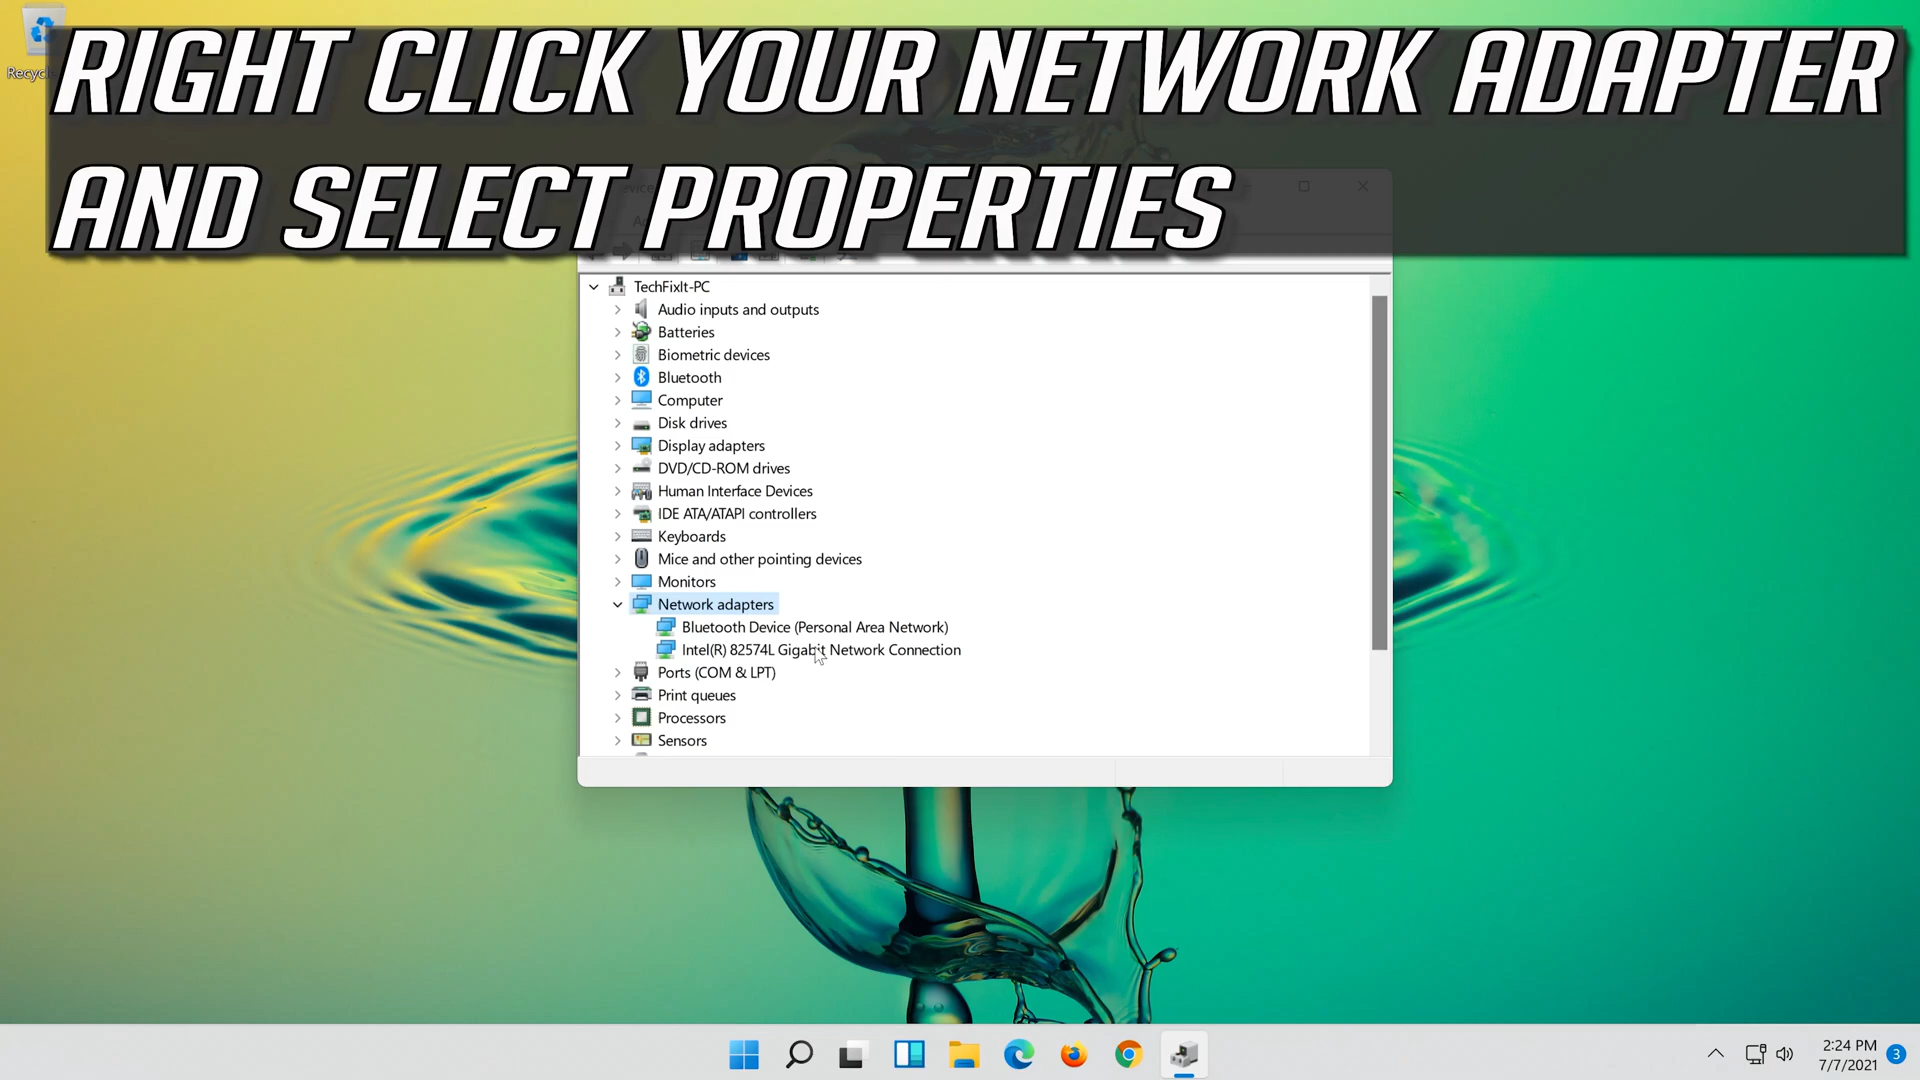 RIGHT CLICK YOUR NETWORK ADAPTER
AND SELECT PROPERTIES
TechFixIt-PC
Audio inputs and outputs
Batteries
Biometric devices
Bluetooth
Computer
Disk drives
Display adapters
DVD/CD-ROM drives
Human Interface Devices
IDE ATA/ATAPI controllers
Keyboards
Mice and other pointing devices
Monitors
Network adapters
Bluetooth Device (Personal Area Network)
Intel(R) 82574L Gigabit Network Connection
Ports (COM & LPT)
Print queues
Processors
Sensors
2:24 PM
7/7/2021
3